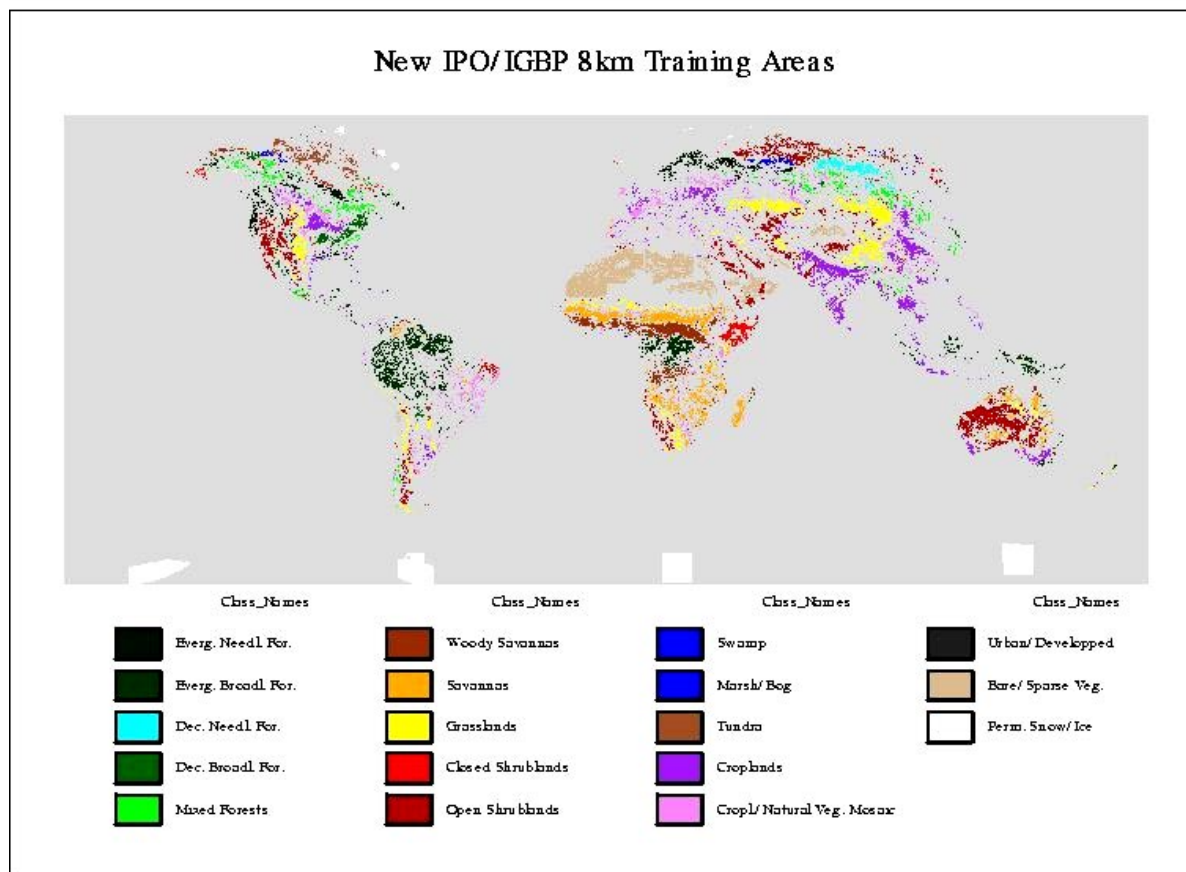 New IPO/IGBP 8km Training Areas
Class_Names
Everg. Needl. For.
Everg. Broadl. For.
Dec. Needl. For.
Dec. Broadl. For.
Mixed Forests
Class_Names
Woody Savannas
Savannas
Grasslands
Closed Shrublands
Open Shrublands
Class_Names
Swamp
Marsh/ Bog
Tundra
Croplands
Cropl./ Natural Veg. Mosaic
Class_Names
Urban/ Developped
Bare/ Sparse Veg.
Perm. Snow/ Ice